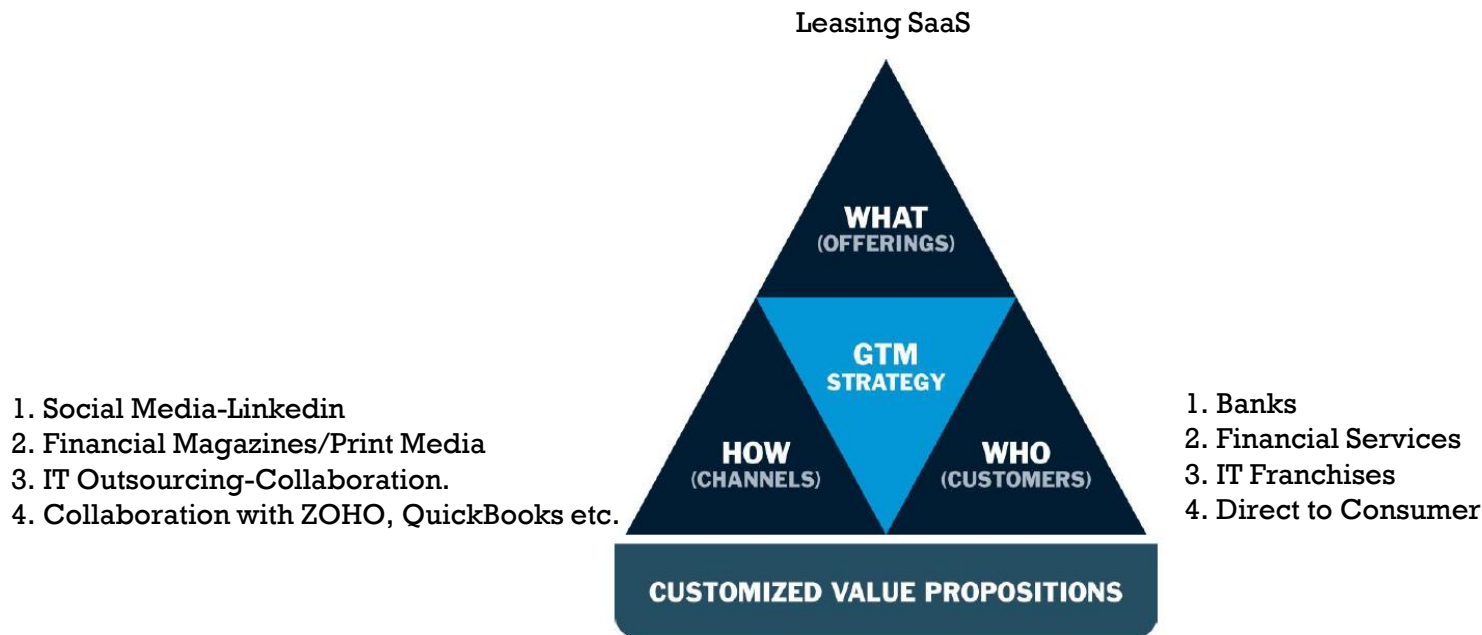 Leasing SaaS
WHAT
(OFFERINGS)
GTM
STRATEGY
HOW
(CHANNELS)
WHO
(CUSTOMERS)
1. Social Media-Linkedin
2. Financial Magazines/Print Media
3. IT Outsourcing-Collaboration.
4. Collaboration with ZOHO, QuickBooks etc.
1. Banks
2. Financial Services
3. IT Franchises
4. Direct to Consumer
CUSTOMIZED VALUE PROPOSITIONS